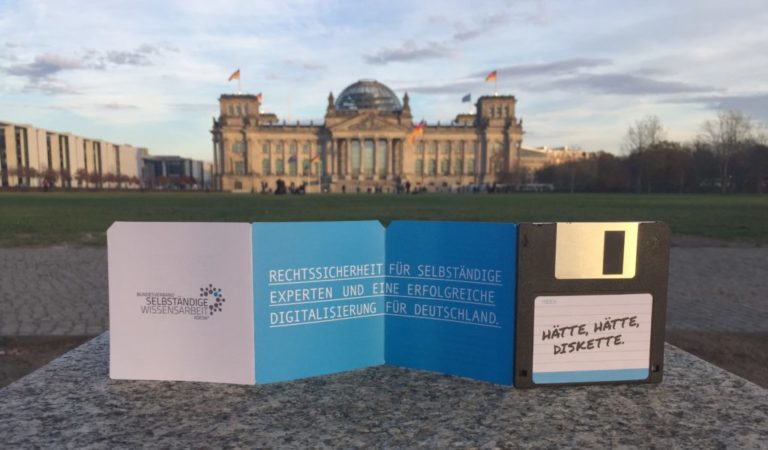 BUNDESVERBAND
SELBSTÄNDIGE
WISSENSARBEIT
RECHTSSICHERHEIT FÜR SELBSTÄNDIGE
EXPERTEN UND EINE ERFOLGREICHE
DIGITALISIERUNG FÜR DEUTSCHLAND.
HÄTTE, HÄTTE,
DISKETTE.